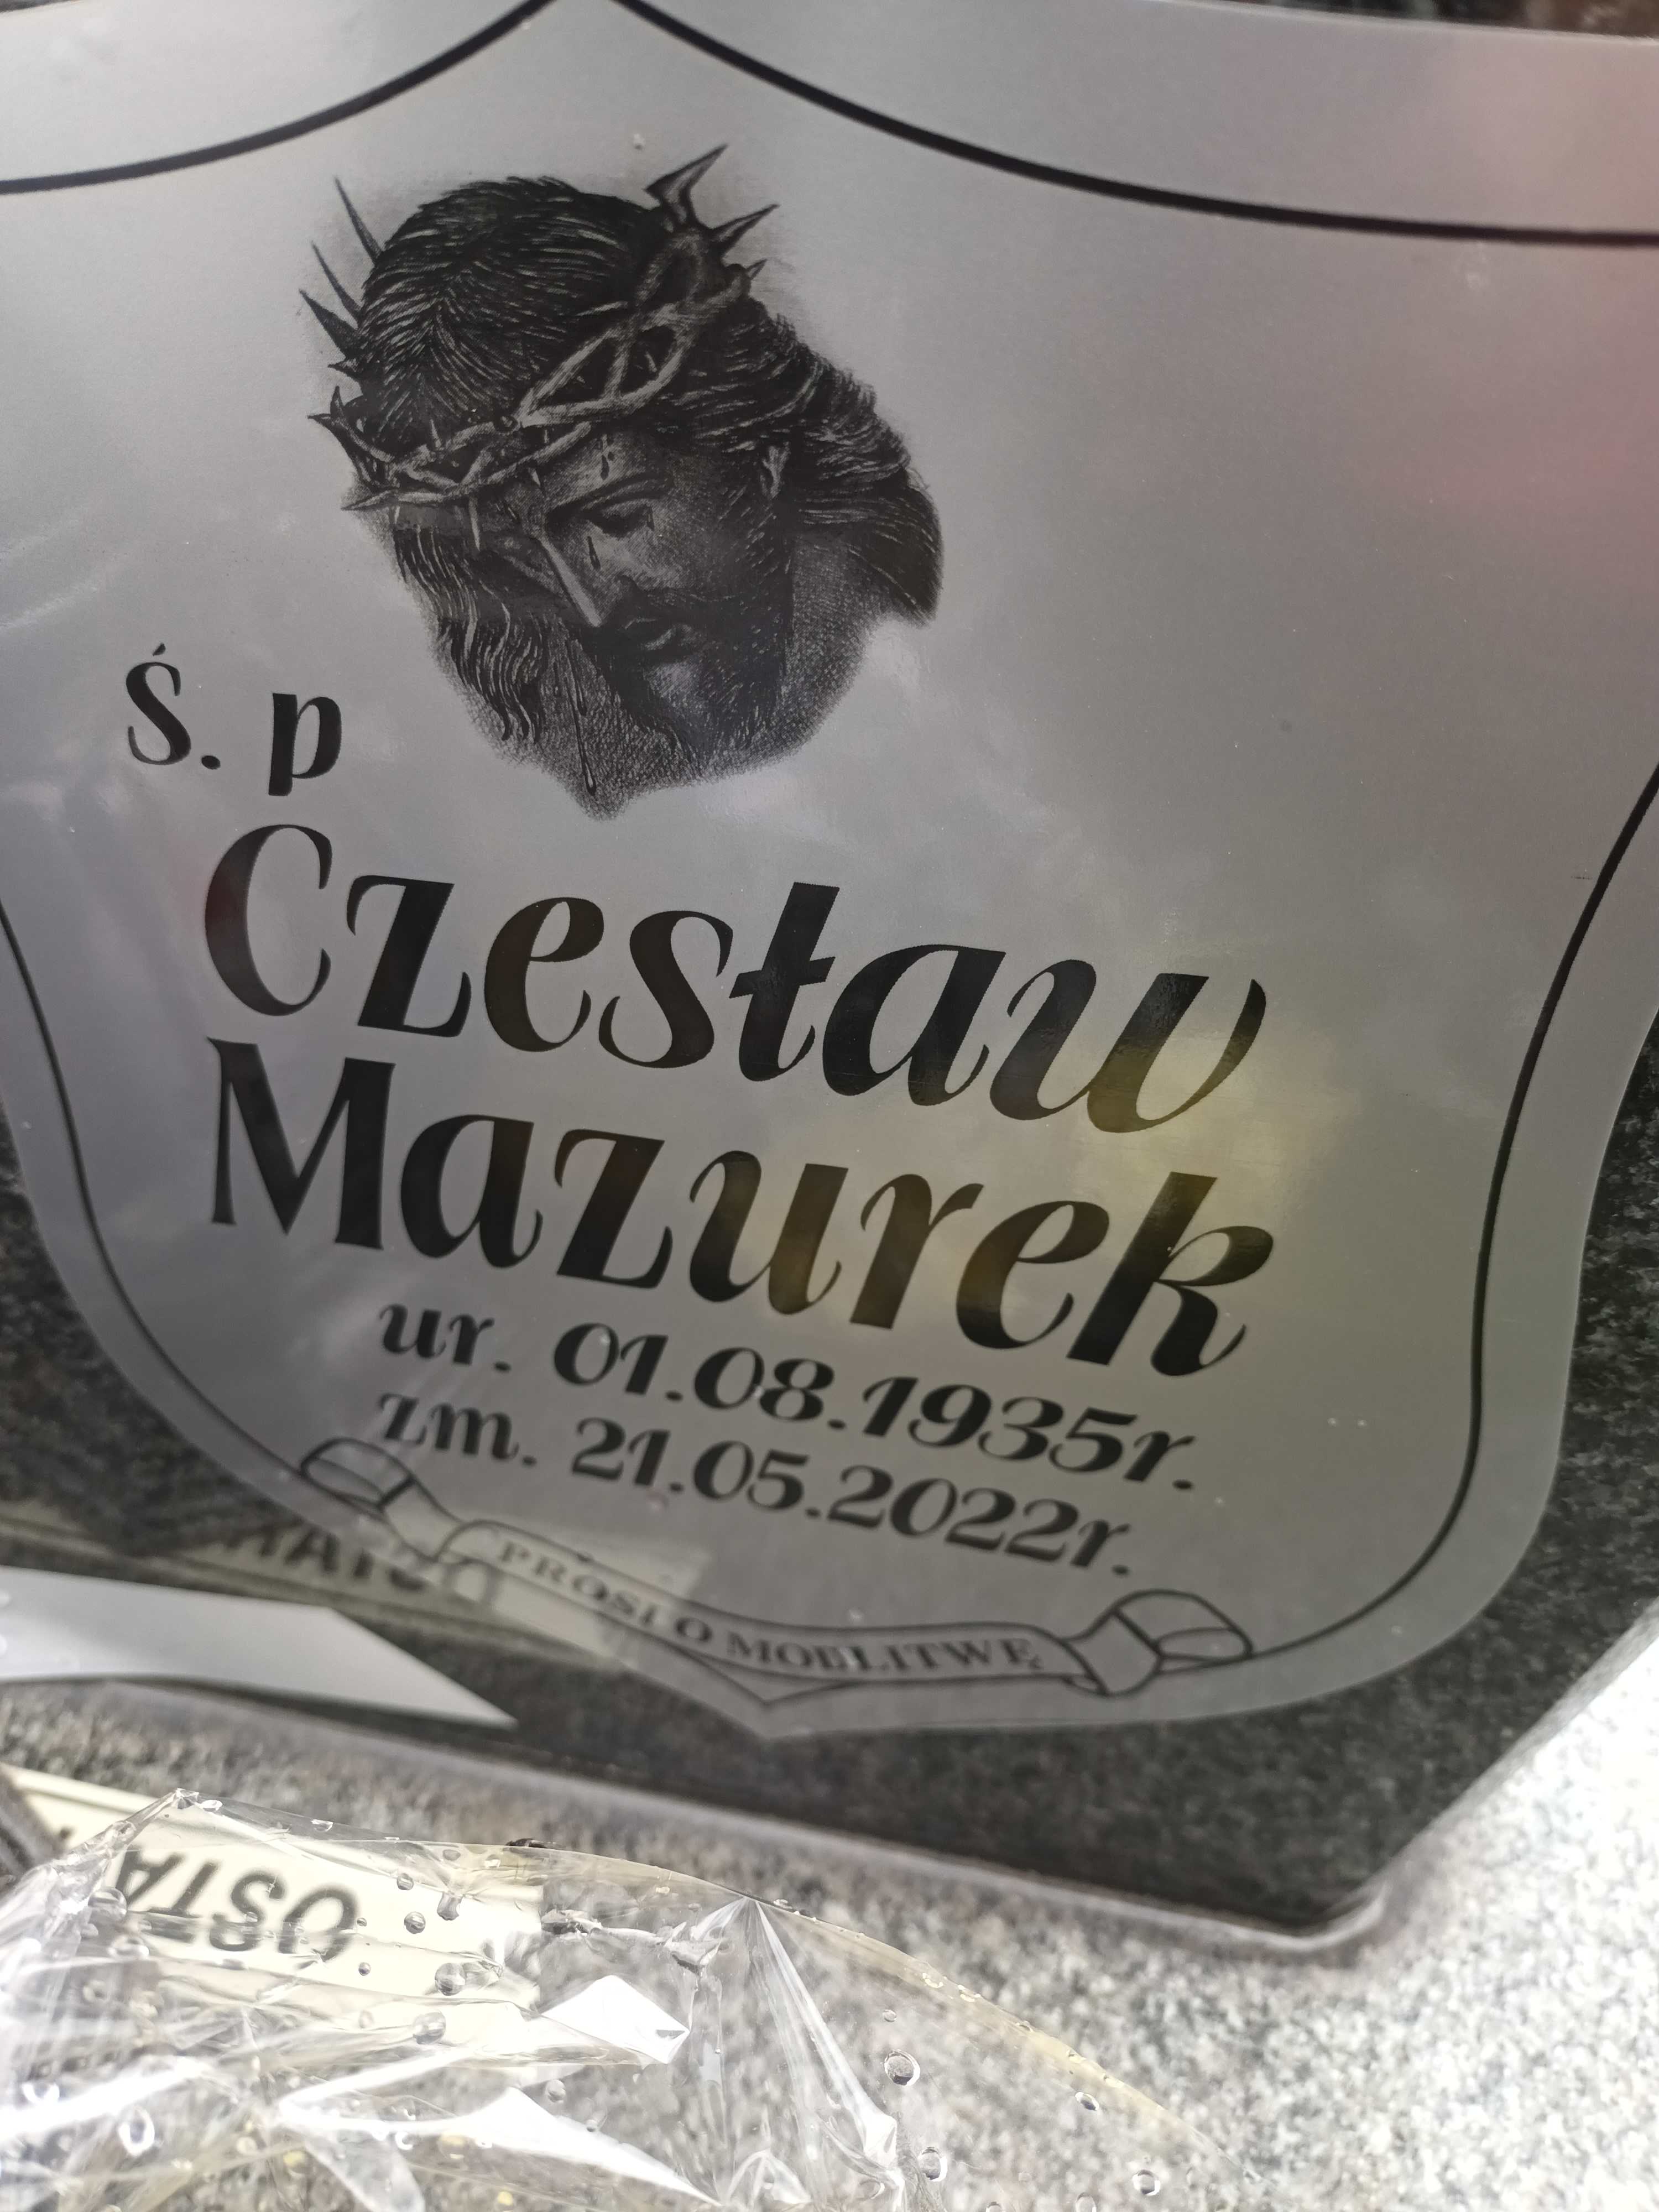 Ś. p
Czesław
Mazurek
ur. 01.08.1935r.
zm. 21.05.2022r.
PROSI O MODLITWĘ